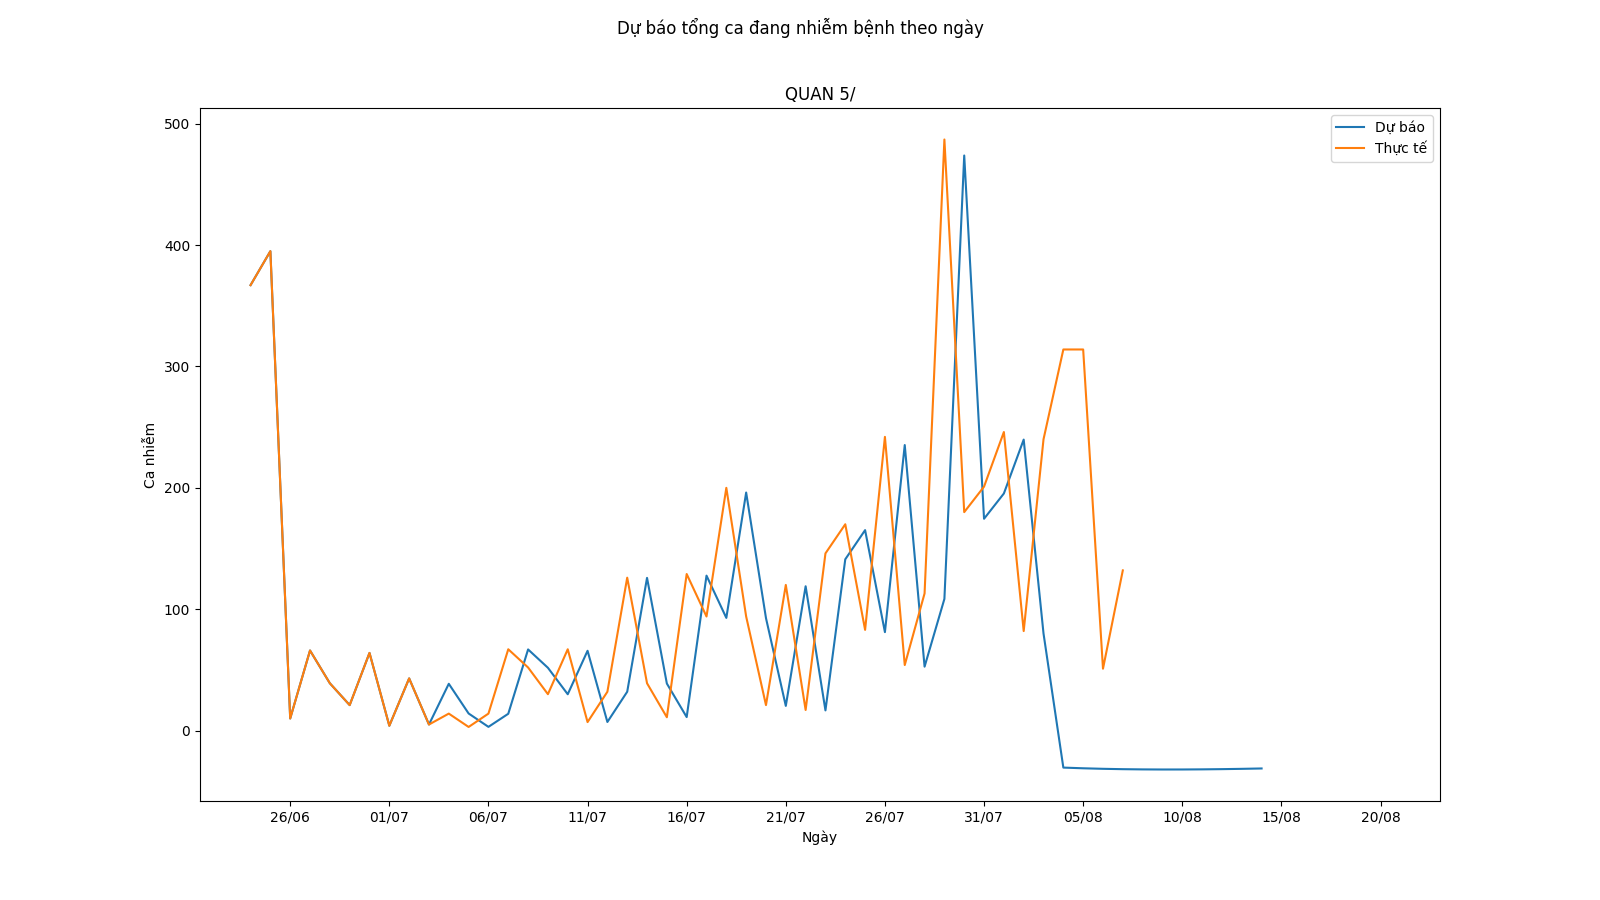 Dự báo tổng ca đang nhiễm bệnh theo ngày
QUAN 5/
Dự báo
Thực tế
Ca nhiễm
500
400
300
200
100
0
26/06 01/07 06/07 11/07 16/07 21/07 26/07 31/07 05/08 10/08 15/08 20/08
Ngày